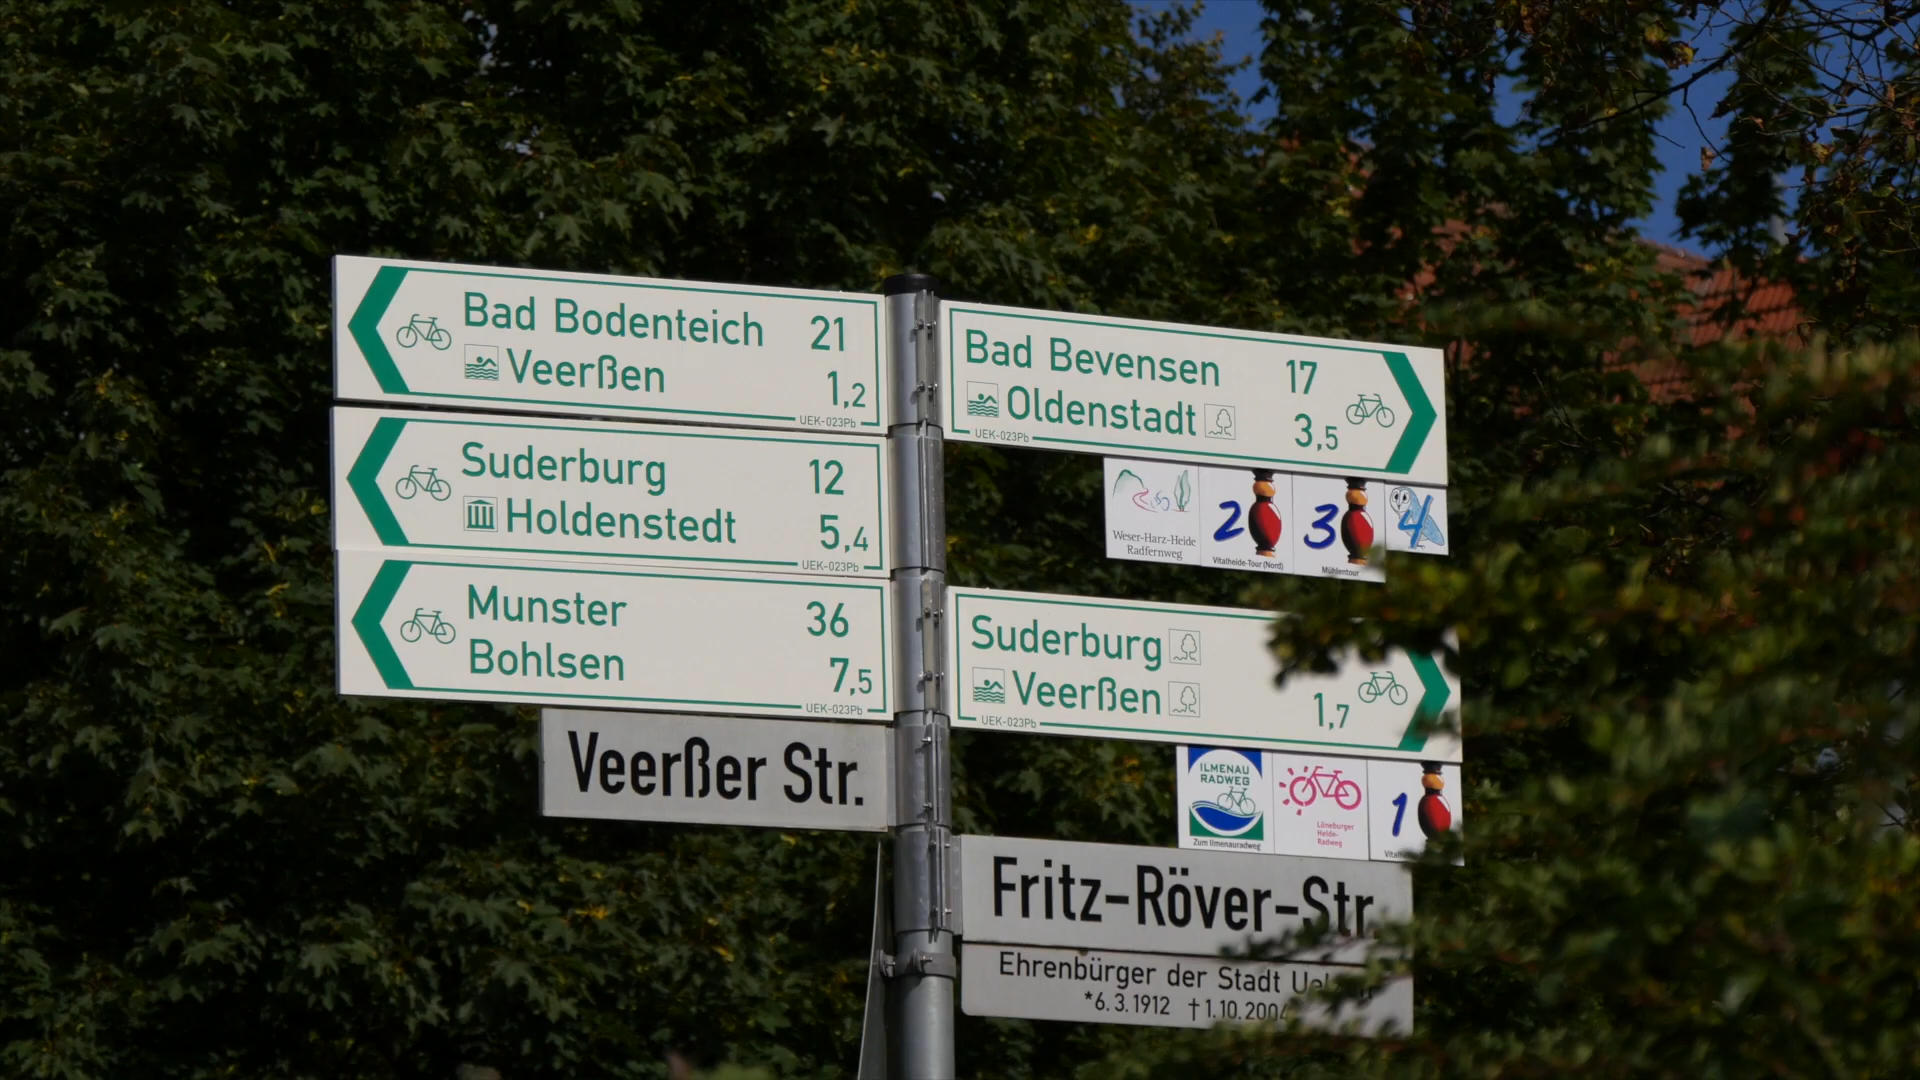 Bad Bodenteich 21
Veerßen 1,2
UEK-023Pb
Suderburg 12
Holdenstedt 5,4
UEK-023Pb
Munster 36
Bohlsen 7,5
UEK-023Pb
Veerßer Str.
Bad Bevensen 17
Oldenstadt 3,5
UEK-023Pb
Weser-Harz-Heide
Radfernweg
2
Vitalheide-Tour (Nord)
3
Mühlentour
4
Suderburg
Veerßen 1,7
UEK-023Pb
ILMENAU
RADWEG
Zum Ilmenauradweg
Lüneburger
Heide-
Radweg
1
Fritz-Röver-Str.
Ehrenbürger der Stadt
*6.3.1912 †1.10.2004